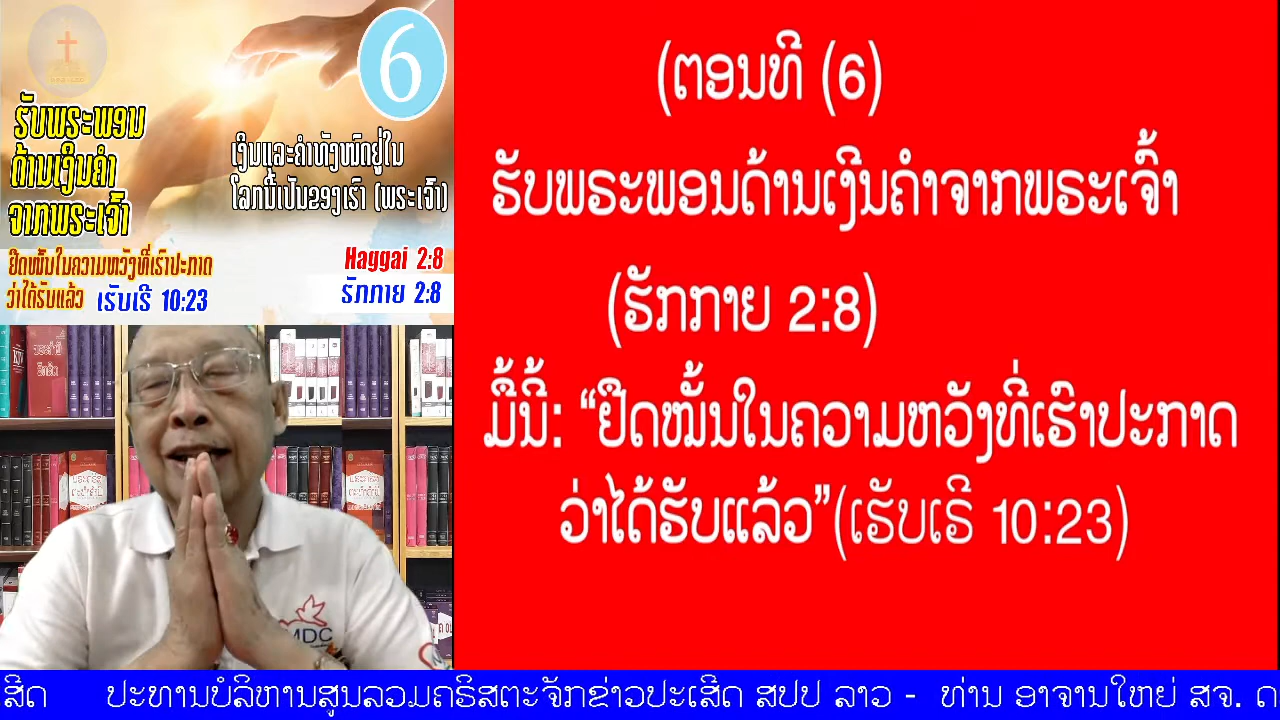 6
ຮັບພຣະພອນ
ດ້ານເງິນຄຳ
ຈາກພຣະເຈົ້າ
ເງິນແລະຄຳທັງໝົດຢູ່ໃນ
ໂລກນີ້ເປັນຂອງເຮົາ (ພຣະເຈົ້າ)
ຢຶດໝັ້ນໃນຄວາມຫວັງທີ່ເຮົາປະກາດ
ວ່າໄດ້ຮັບແລ້ວ ເຮັບເຣີ 10:23
Haggai 2:8
ຮັກກາຍ 2:8
(ຕອນທີ (6)
ຮັບພຣະພອນດ້ານເງິນຄຳຈາກພຣະເຈົ້າ
(ຮັກກາຍ 2:8)
ມື້ນີ້: “ຢຶດໝັ້ນໃນຄວາມຫວັງທີ່ເຮົາປະກາດ
ວ່າໄດ້ຮັບແລ້ວ”(ເຮັບເຣີ 10:23)
MDC
ສີດ ປະທານບໍລິຫານສູນລວມຄຣິສຕະຈັກຂ່າວປະເສີດ ສປປ ລາວ - ທ່ານ ອາຈານໃຫຍ່ ສຈ. ດ